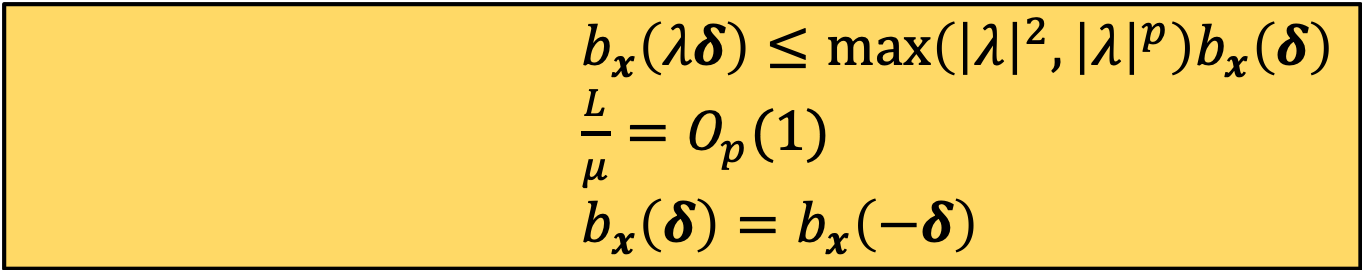 b_𝒙(λ𝜹) ≤ max(|λ|², |λ|^p)b_𝒙(𝜹)
L/μ = O_p(1)
b_𝒙(𝜹) = b_𝒙(−𝜹)